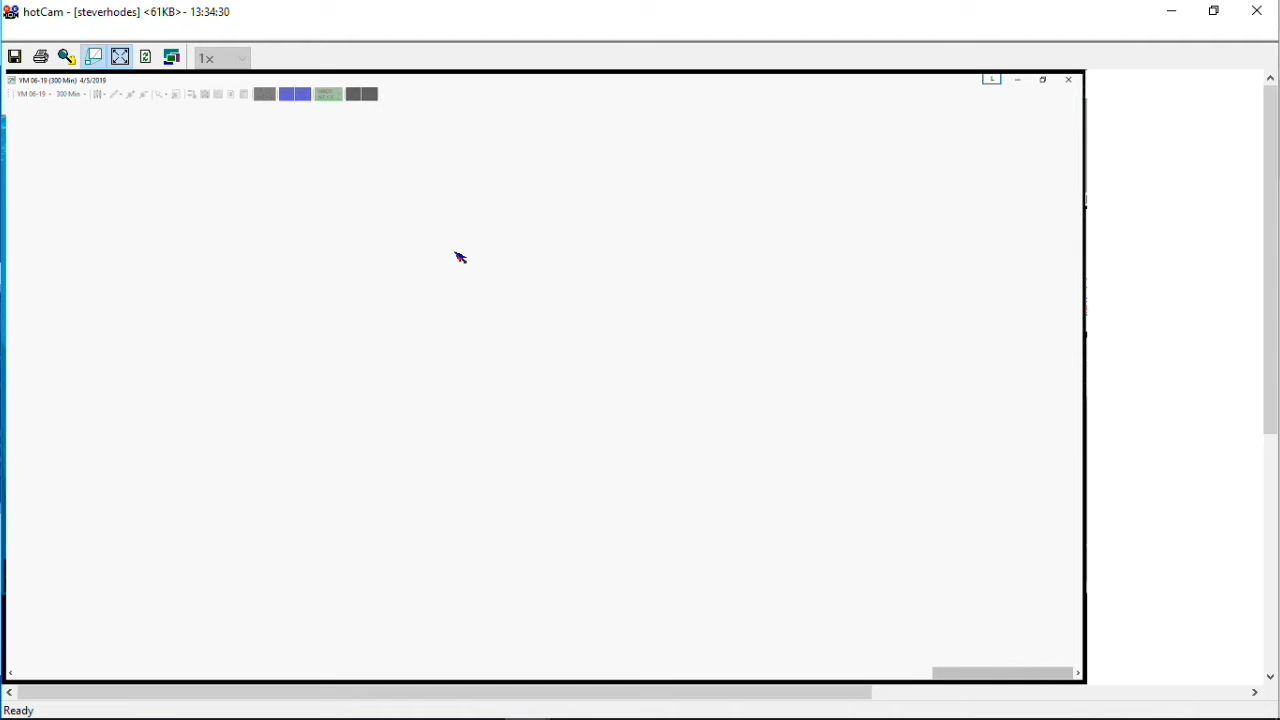 hotCam - [steverhodes] <61KB> - 13:34:30
1x
YM 06-19 (300 Min) 4/5/2019
L
YM 06-19 300 Min
Ready